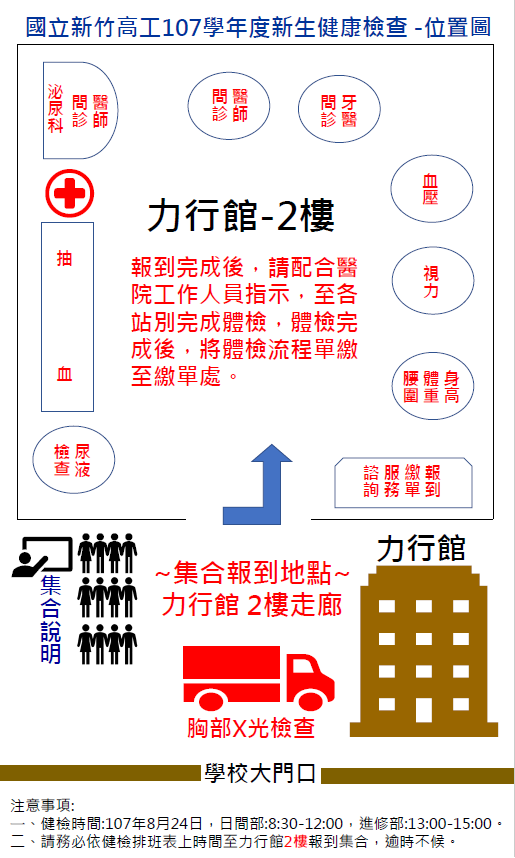 國立新竹高工107學年度新生健康檢查 -位置圖
泌尿科
醫師
問診
醫師
問診
牙醫
問診
血壓
力行館-2樓
抽
血
視力
報到完成後，請配合醫
院工作人員指示，至各
站別完成體檢，體檢完
成後，將體檢流程單繳
至繳單處。
身高
體重
腰圍
尿液
檢查
報到
繳單
服務
諮詢
集合說明
~集合報到地點~
力行館 2樓走廊
力行館
胸部X光檢查
學校大門口
注意事項:
一、健檢時間:107年8月24日，日間部:8:30-12:00，進修部:13:00-15:00。
二、請務必依健檢排班表上時間至力行館2樓報到集合，逾時不候。